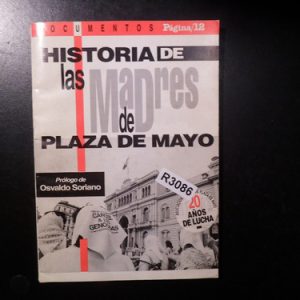 DOCUMENTOS Página/12
HISTORIA DE
las Madres
de
PLAZA DE MAYO
Prólogo de
Osvaldo Soriano
R3086
20
AÑOS
DE LUCHA